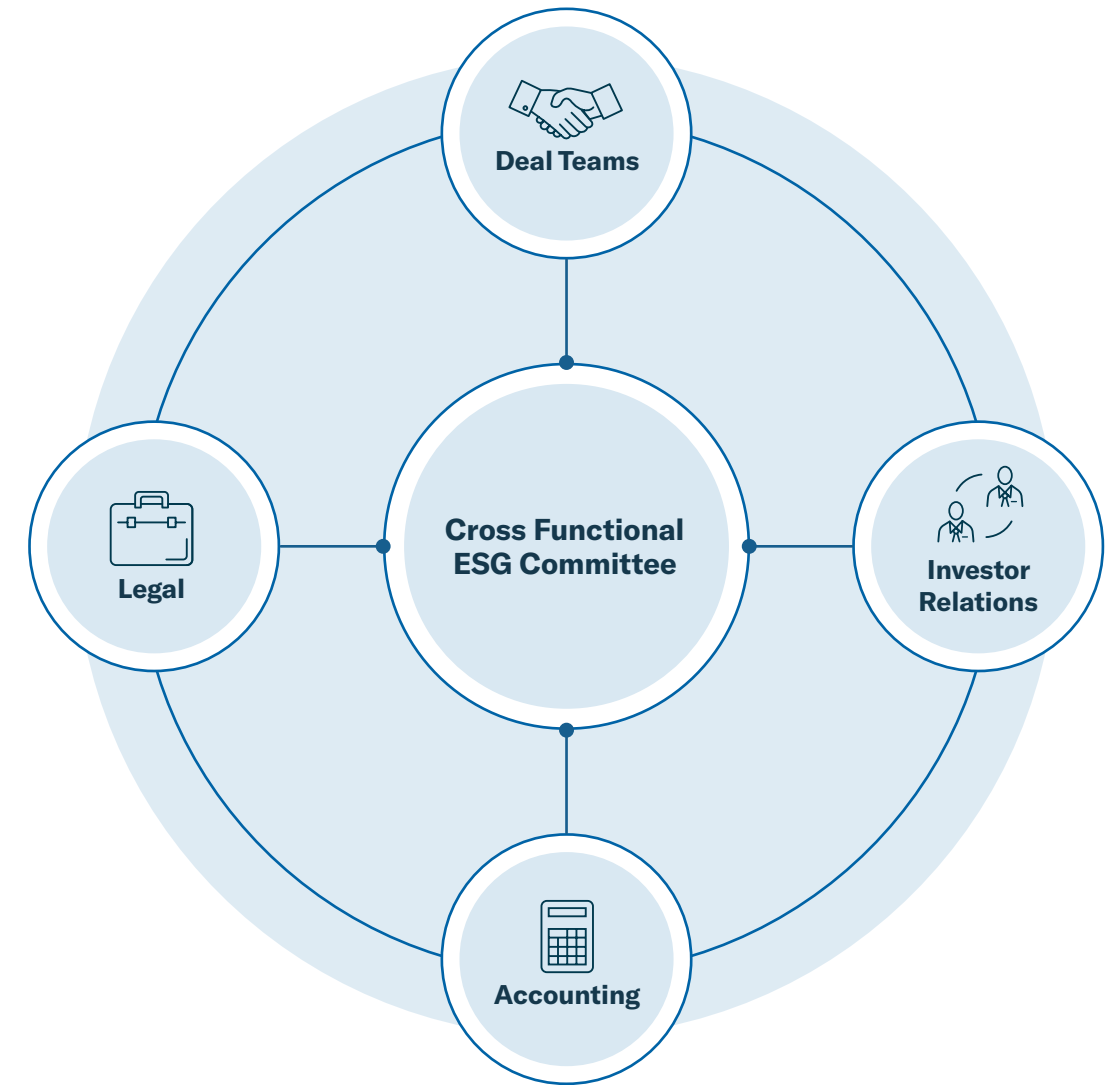 Deal Teams
Legal
Cross Functional
ESG Committee
Investor
Relations
Accounting